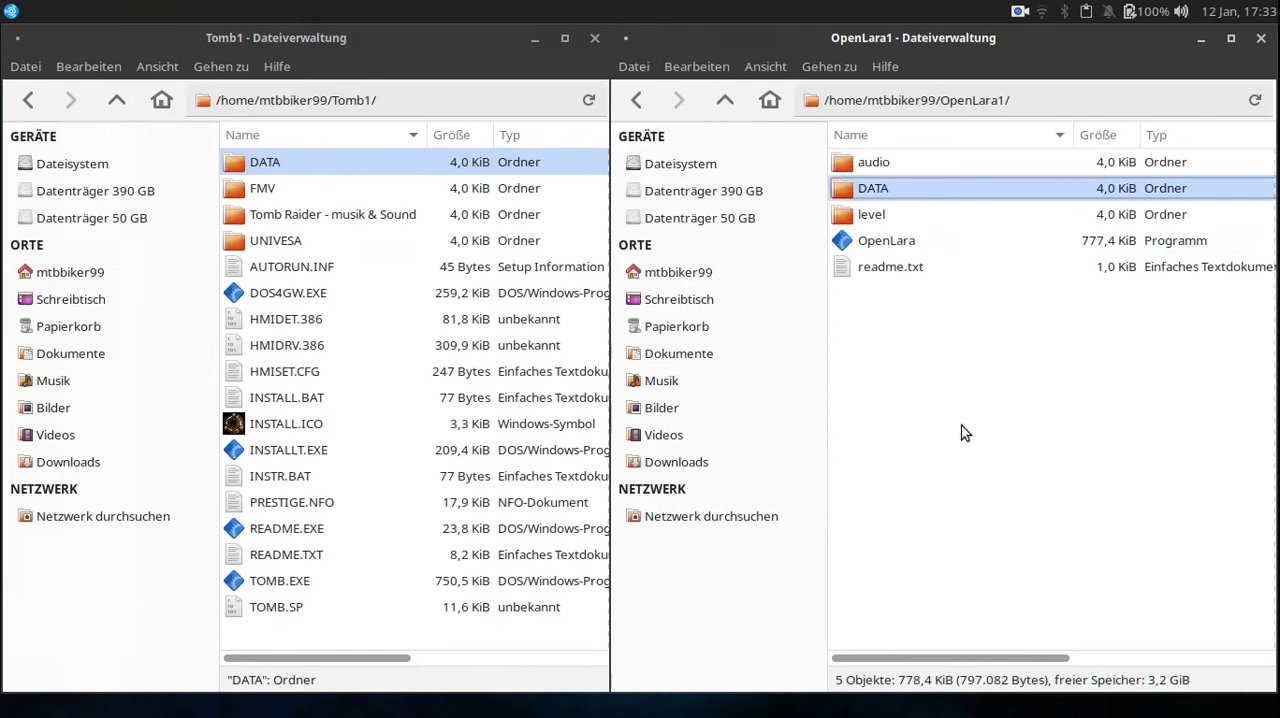 100%
12 Jan, 17:33
Tomb1 - Dateiverwaltung
Datei Bearbeiten Ansicht Gehen zu Hilfe
/home/mtbbiker99/Tomb1/
GERÄTE
Dateisystem
Datenträger 390 GB
Datenträger 50 GB
ORTE
mtbbiker99
Schreibtisch
Papierkorb
Dokumente
Musik
Bilder
Videos
Downloads
NETZWERK
Netzwerk durchsuchen
Name Größe Typ
DATA 4,0 KiB Ordner
FMV 4,0 KiB Ordner
Tomb Raider - musik & Sound 4,0 KiB Ordner
UNIVESA 4,0 KiB Ordner
AUTORUN.INF 45 Bytes Setup Information
DOS4GW.EXE 259,2 KiB DOS/Windows-Prog
HMIDET.386 81,8 KiB unbekannt
HMIDRV.386 309,9 KiB unbekannt
HMISET.CFG 247 Bytes Einfaches Textdoku
INSTALL.BAT 77 Bytes Einfaches Textdoku
INSTALL.ICO 3,3 KiB Windows-Symbol
INSTALLT.EXE 209,4 KiB DOS/Windows-Prog
INSTR.BAT 77 Bytes Einfaches Textdoku
PRESTIGE.NFO 17,9 KiB NFO-Dokument
README.EXE 23,8 KiB DOS/Windows-Prog
README.TXT 8,2 KiB Einfaches Textdoku
TOMB.EXE 750,5 KiB DOS/Windows-Prog
TOMB.SP 11,6 KiB unbekannt
"DATA": Ordner
OpenLara1 - Dateiverwaltung
Datei Bearbeiten Ansicht Gehen zu Hilfe
/home/mtbbiker99/OpenLara1/
GERÄTE
Dateisystem
Datenträger 390 GB
Datenträger 50 GB
ORTE
mtbbiker99
Schreibtisch
Papierkorb
Dokumente
Musik
Bilder
Videos
Downloads
NETZWERK
Netzwerk durchsuchen
Name Größe Typ
audio 4,0 KiB Ordner
DATA 4,0 KiB Ordner
level 4,0 KiB Ordner
OpenLara 777,4 KiB Programm
readme.txt 1,0 KiB Einfaches Textdokume
5 Objekte: 778,4 KiB (797.082 Bytes), freier Speicher: 3,2 GiB